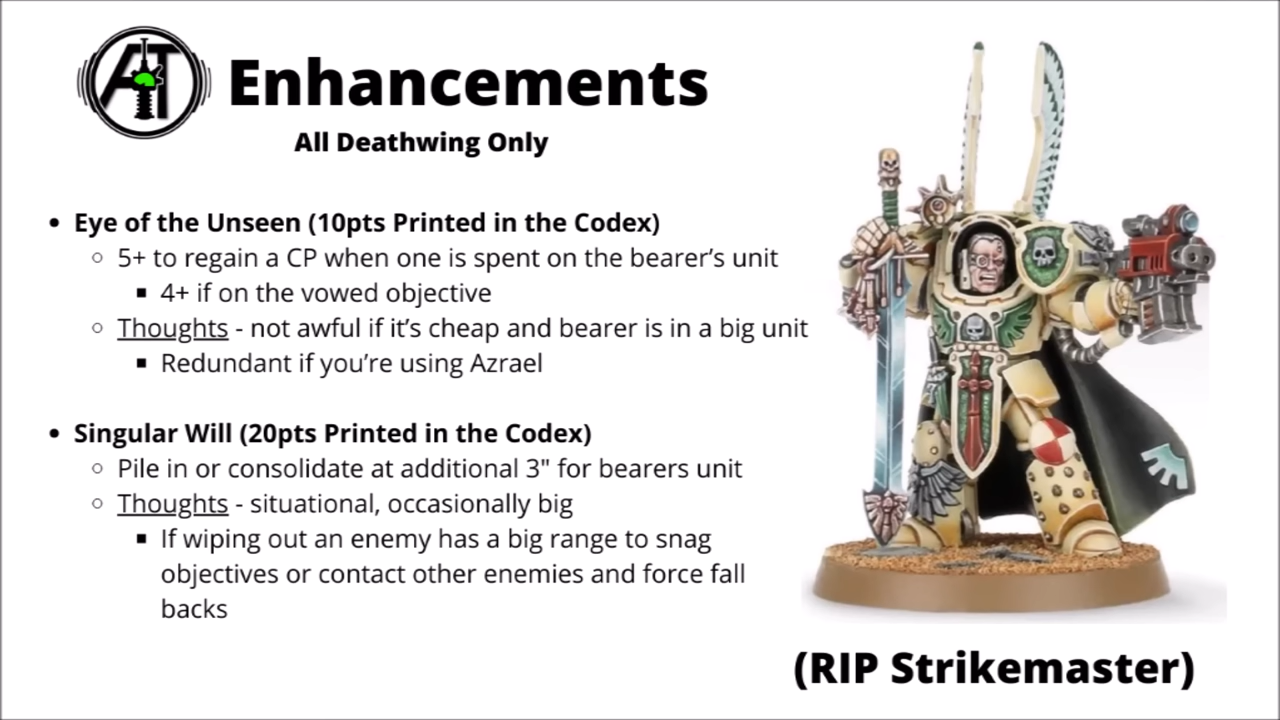 AT
Enhancements
All Deathwing Only
• Eye of the Unseen (10pts Printed in the Codex)
○ 5+ to regain a CP when one is spent on the bearer’s unit
■ 4+ if on the vowed objective
○ Thoughts - not awful if it’s cheap and bearer is in a big unit
■ Redundant if you’re using Azrael
• Singular Will (20pts Printed in the Codex)
○ Pile in or consolidate at additional 3" for bearers unit
○ Thoughts - situational, occasionally big
■ If wiping out an enemy has a big range to snag
objectives or contact other enemies and force fall
backs
(RIP Strikemaster)